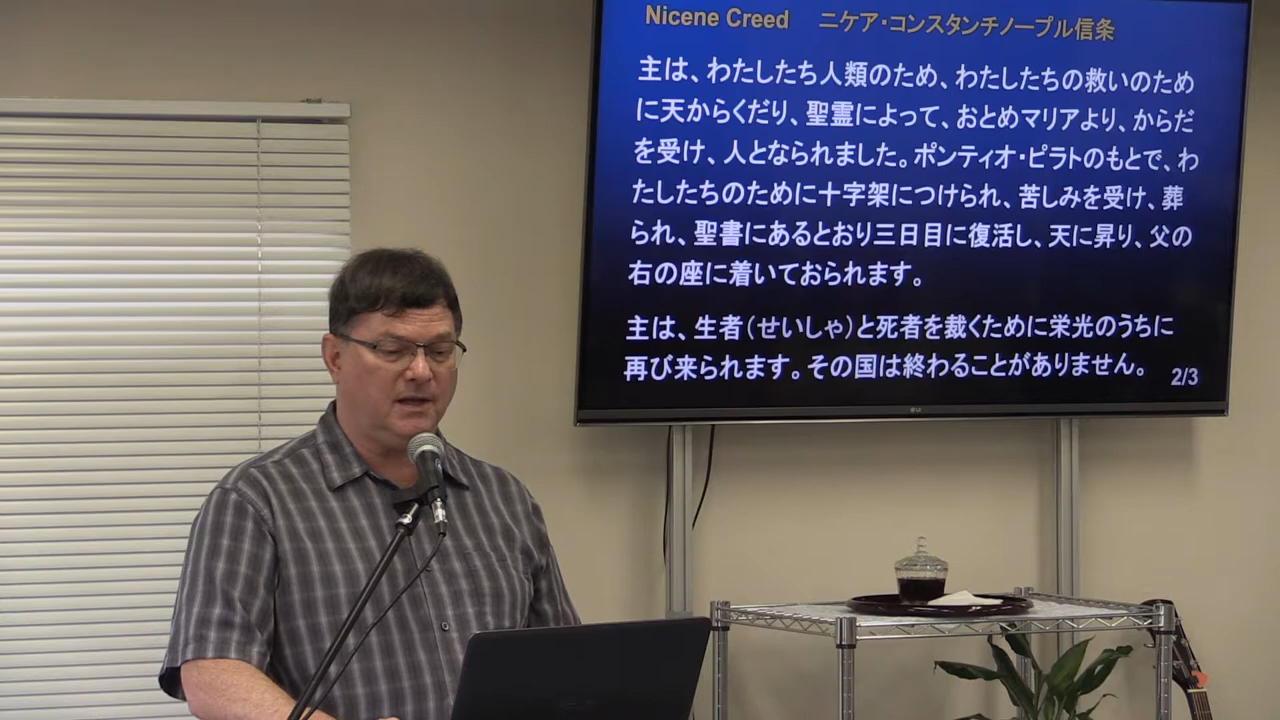 Nicene Creed ニケア・コンスタンチノープル信条
主は、わたしたち人類のため、わたしたちの救いのため
に天からくだり、聖霊によって、おとめマリアより、からだ
を受け、人となられました。ポンティオ・ピラトのもとで、わ
たしたちのために十字架につけられ、苦しみを受け、葬
られ、聖書にあるとおり三日目に復活し、天に昇り、父の
右の座に着いておられます。
主は、生者（せいしゃ）と死者を裁くために栄光のうちに
再び来られます。その国は終わることがありません。
2/3
LG